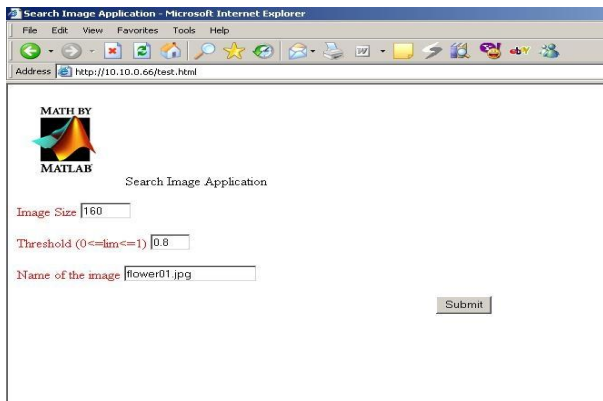 Search Image Application - Microsoft Internet Explorer
File Edit View Favorites Tools Help
Address http://10.10.0.66/test.html
MATH BY
MATLAB
Search Image Application
Image Size 160
Threshold (0<=lim<=1) 0.8
Name of the image flower01.jpg
Submit